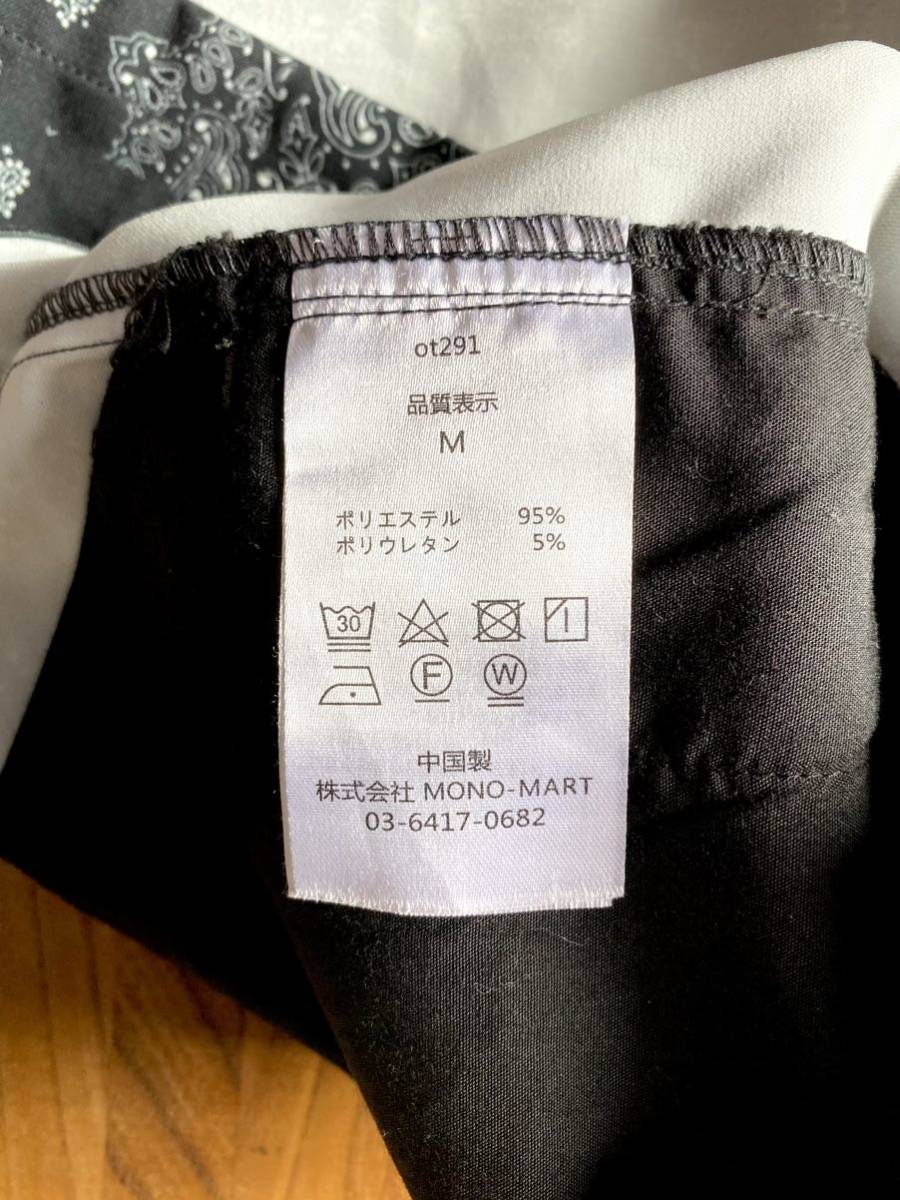 ot291
品質表示
M
ポリエステル 95%
ポリウレタン 5%
30
F W
中国製
株式会社 MONO-MART
03-6417-0682